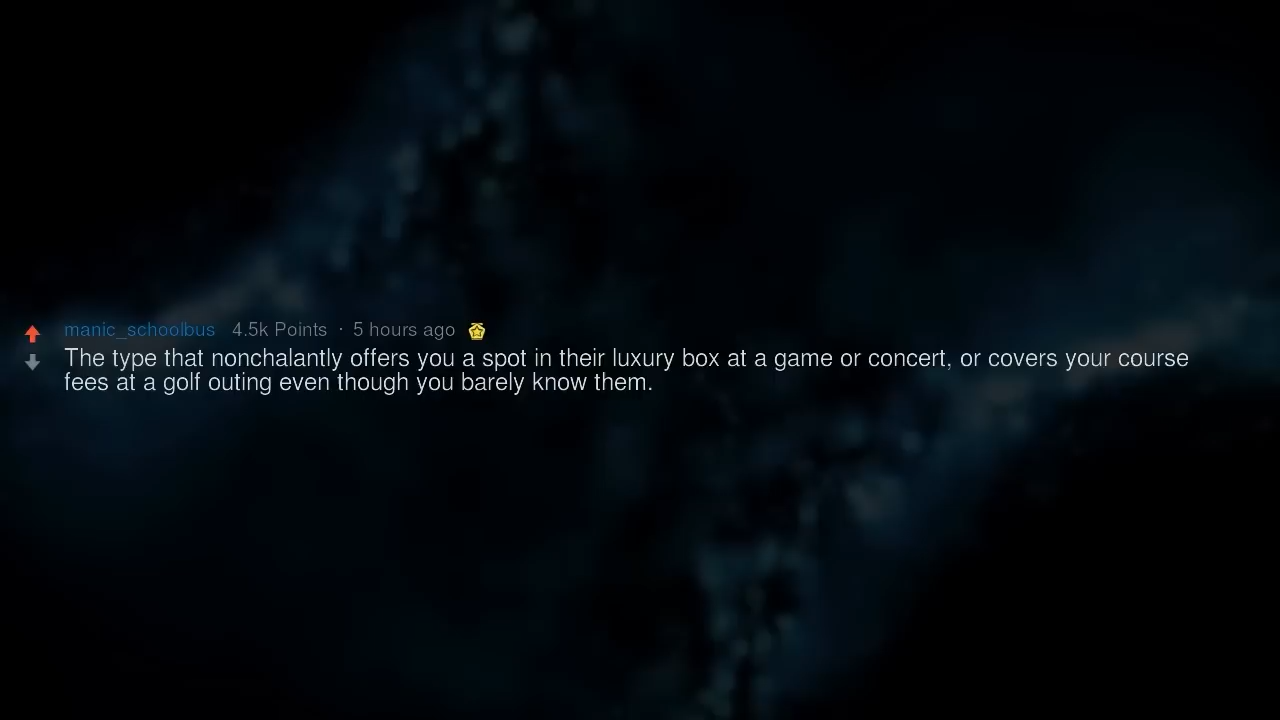 manic_schoolbus 4.5k Points · 5 hours ago
The type that nonchalantly offers you a spot in their luxury box at a game or concert, or covers your course
fees at a golf outing even though you barely know them.